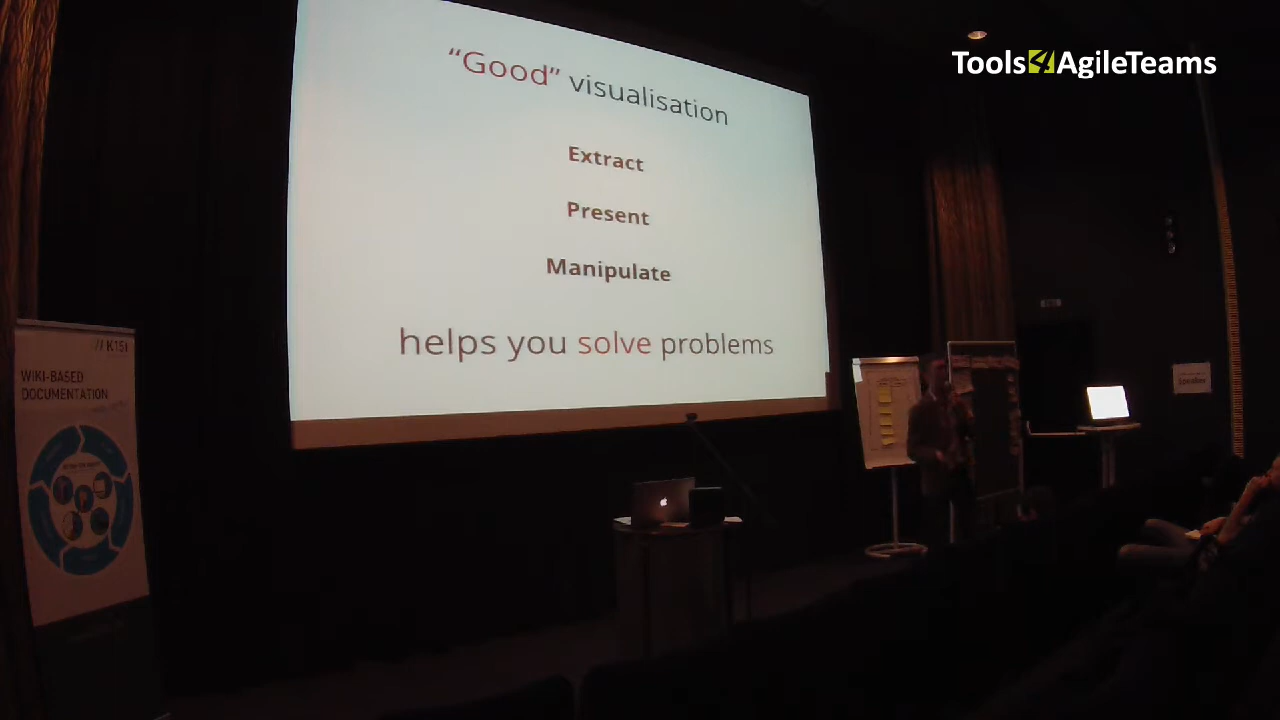 "Good" visualisation
Extract
Present
Manipulate
helps you solve problems
Tools4AgileTeams
// K15t
WIKI-BASED
DOCUMENTATION